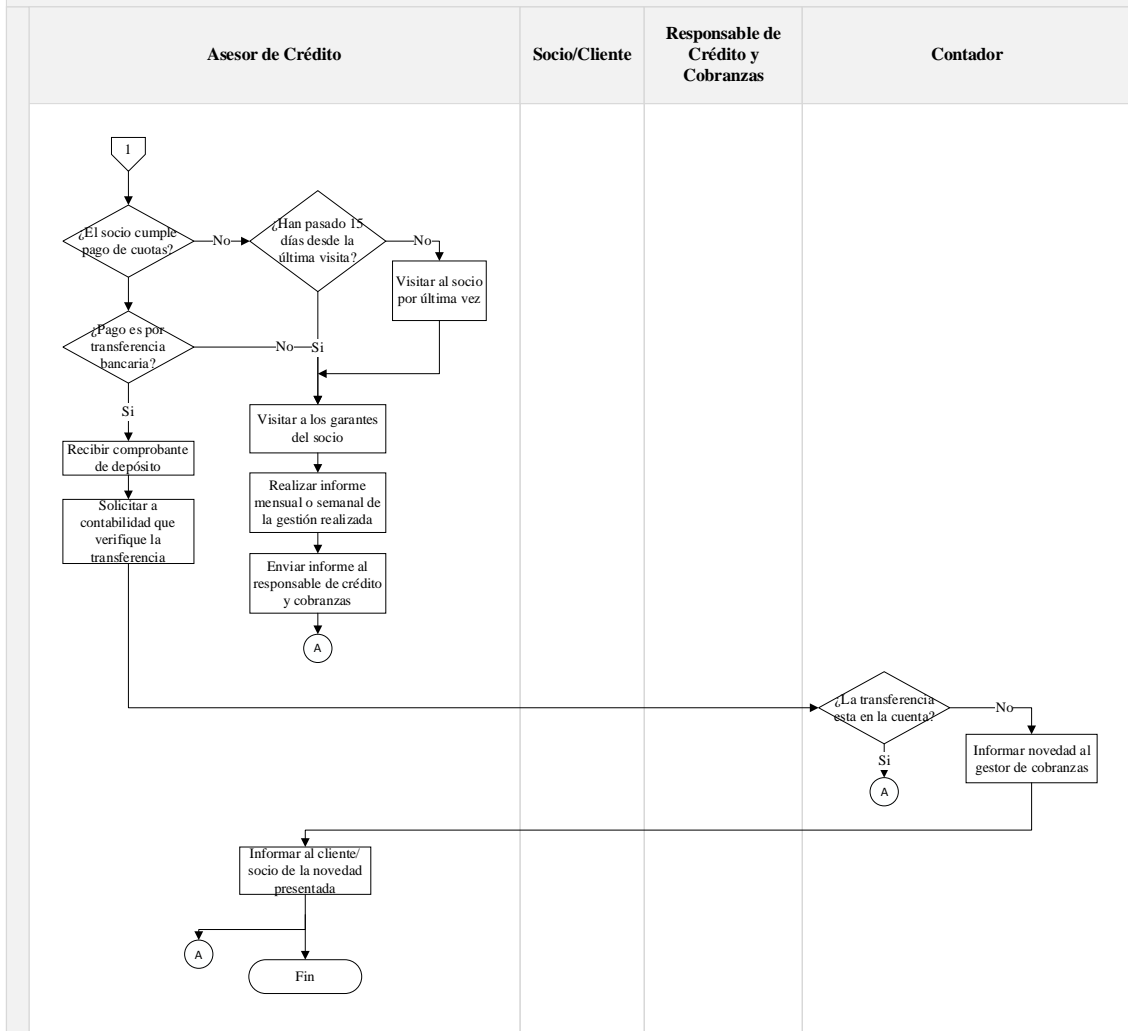 Asesor de Crédito
Socio/Cliente
Responsable de
Crédito y
Cobranzas
Contador
1
¿El socio cumple
pago de cuotas?
No
¿Han pasado 15
días desde la
última visita?
No
Visitar al socio
por última vez
¿Pago es por
transferencia
bancaria?
No
Si
Si
Visitar a los garantes
del socio
Recibir comprobante
de depósito
Realizar informe
mensual o semanal de
la gestión realizada
Solicitar a
contabilidad que
verifique la
transferencia
Enviar informe al
responsable de crédito
y cobranzas
A
¿La transferencia
esta en la cuenta?
No
Si
Informar novedad al
gestor de cobranzas
A
Informar al cliente/
socio de la novedad
presentada
A
Fin